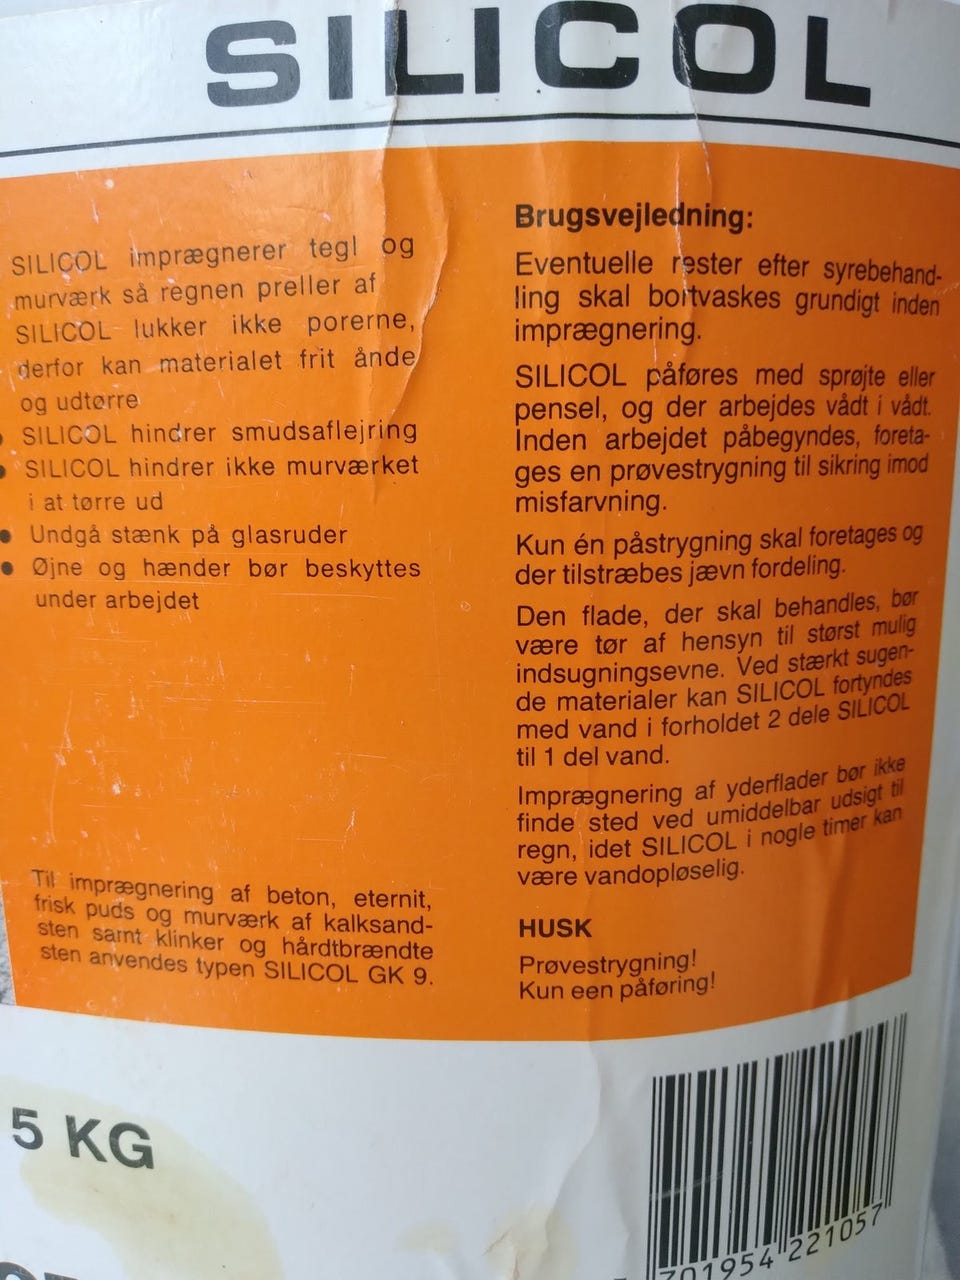 SILICOL
SILICOL imprægnerer tegl og
murværk så regnen preller af
SILICOL lukker ikke porerne,
derfor kan materialet frit ånde
og udtørre
• SILICOL hindrer smudsaflejring
• SILICOL hindrer ikke murværket
i at tørre ud
• Undgå stænk på glasruder
• Øjne og hænder bør beskyttes
under arbejdet
Til imprægnering af beton, eternit,
frisk puds og murværk af kalksand-
sten samt klinker og hårdtbrændte
sten anvendes typen SILICOL GK 9.
Brugsvejledning:
Eventuelle rester efter syrebehand-
ling skal bortvaskes grundigt inden
imprægnering.
SILICOL påføres med sprøjte eller
pensel, og der arbejdes vådt i vådt.
Inden arbejdet påbegyndes, foreta-
ges en prøvestrygning til sikring imod
misfarvning.
Kun én påstrygning skal foretages og
der tilstræbes jævn fordeling.
Den flade, der skal behandles, bør
være tør af hensyn til størst mulig
indsugningsevne. Ved stærkt sugen-
de materialer kan SILICOL fortyndes
med vand i forholdet 2 dele SILICOL
til 1 del vand.
Imprægnering af yderflader bør ikke
finde sted ved umiddelbar udsigt til
regn, idet SILICOL i nogle timer kan
være vandopløselig.
HUSK
Prøvestrygning!
Kun een påføring!
5 KG
701954 221057